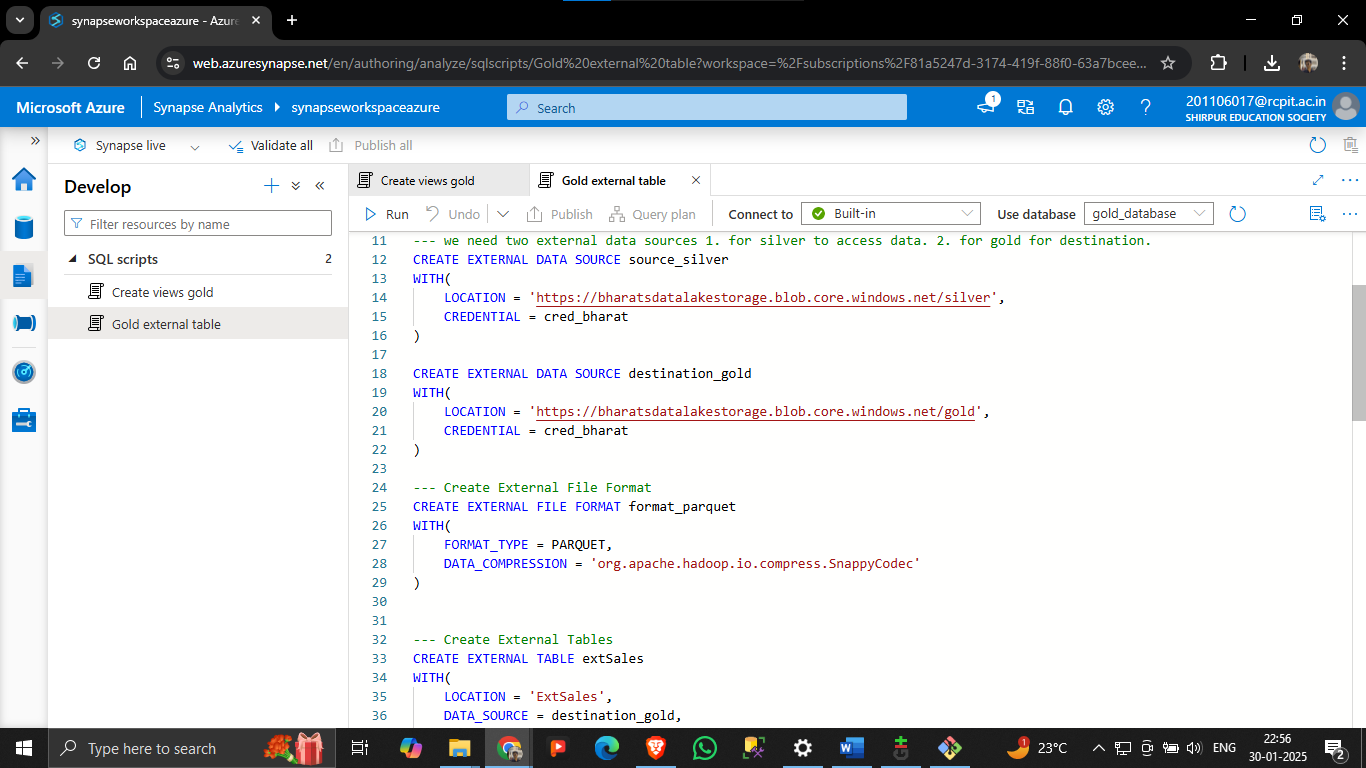 synapseworkspaceazure - Azure
web.azuresynapse.net/en/authoring/analyze/sqlscripts/Gold%20external%20table?workspace=%2Fsubscriptions%2F81a5247d-3174-419f-88f0-63a7bcee...
Microsoft Azure
Synapse Analytics
synapseworkspaceazure
Search
1
201106017@rcpit.ac.in
SHIRPUR EDUCATION SOCIETY
Synapse live
Validate all
Publish all
Develop
Filter resources by name
SQL scripts 2
Create views gold
Gold external table
Create views gold
Gold external table
Run
Undo
Publish
Query plan
Connect to
Built-in
Use database
gold_database
11 --- we need two external data sources 1. for silver to access data. 2. for gold for destination.
12 CREATE EXTERNAL DATA SOURCE source_silver
13 WITH(
14 LOCATION = 'https://bharatsdatalakestorage.blob.core.windows.net/silver',
15 CREDENTIAL = cred_bharat
16 )
17
18 CREATE EXTERNAL DATA SOURCE destination_gold
19 WITH(
20 LOCATION = 'https://bharatsdatalakestorage.blob.core.windows.net/gold',
21 CREDENTIAL = cred_bharat
22 )
23
24 --- Create External File Format
25 CREATE EXTERNAL FILE FORMAT format_parquet
26 WITH(
27 FORMAT_TYPE = PARQUET,
28 DATA_COMPRESSION = 'org.apache.hadoop.io.compress.SnappyCodec'
29 )
30
31
32 --- Create External Tables
33 CREATE EXTERNAL TABLE extSales
34 WITH(
35 LOCATION = 'ExtSales',
36 DATA_SOURCE = destination_gold,
Type here to search
1
23°C
ENG
22:56
30-01-2025
2